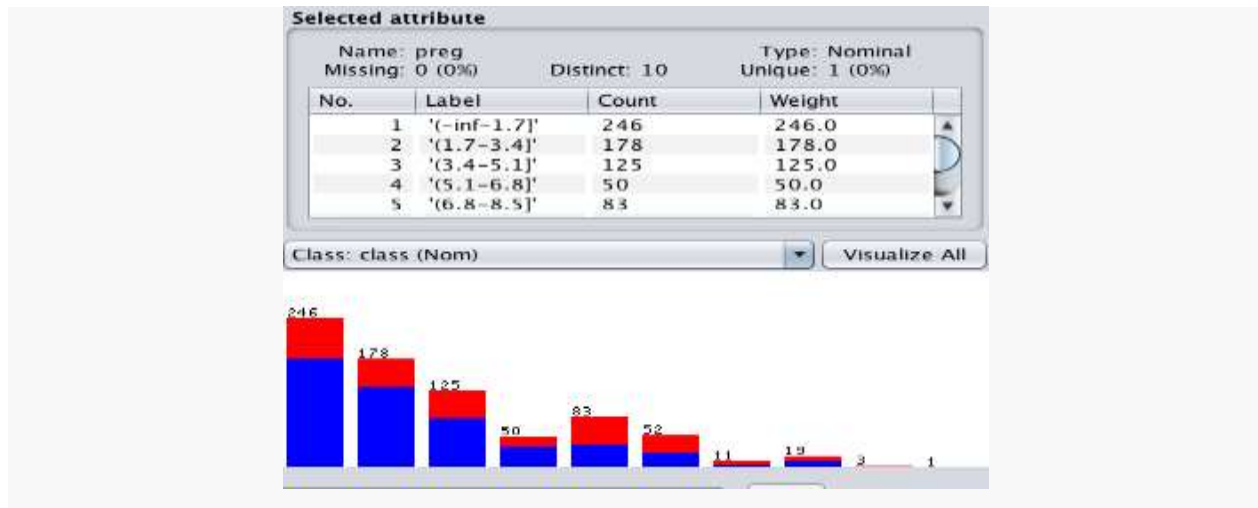 Selected attribute
Name: preg Type: Nominal
Missing: 0 (0%) Distinct: 10 Unique: 1 (0%)
No. Label Count Weight
1 '(-inf-1.7]' 246 246.0
2 '(1.7-3.4]' 178 178.0
3 '(3.4-5.1]' 125 125.0
4 '(5.1-6.8]' 50 50.0
5 '(6.8-8.5]' 83 83.0
Class: class (Nom) Visualize All
246
178
125
50
83
52
11
19
3
1